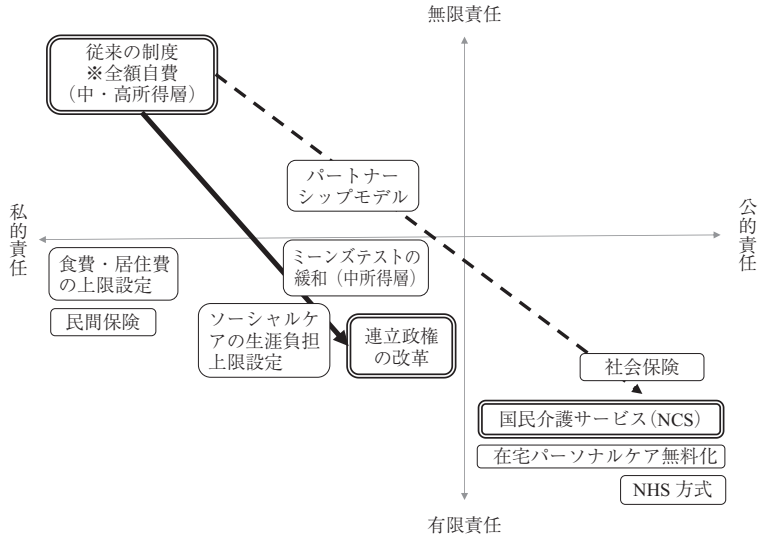 無限責任
従来の制度
※全額自費
（中・高所得層）
パートナー
シップモデル
私的責任
公的責任
食費・居住費
の上限設定
民間保険
ミーンズテストの
緩和（中所得層）
ソーシャルケ
アの生涯負担
上限設定
連立政権
の改革
社会保険
国民介護サービス（NCS）
在宅パーソナルケア無料化
NHS 方式
有限責任